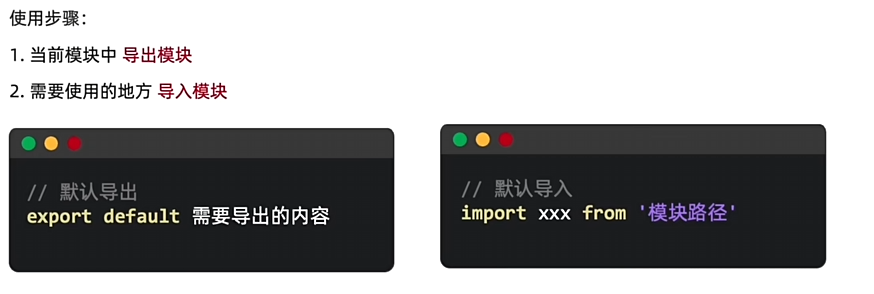 使用步骤：
1. 当前模块中 导出模块
2. 需要使用的地方 导入模块
// 默认导出
export default 需要导出的内容
// 默认导入
import xxx from '模块路径'